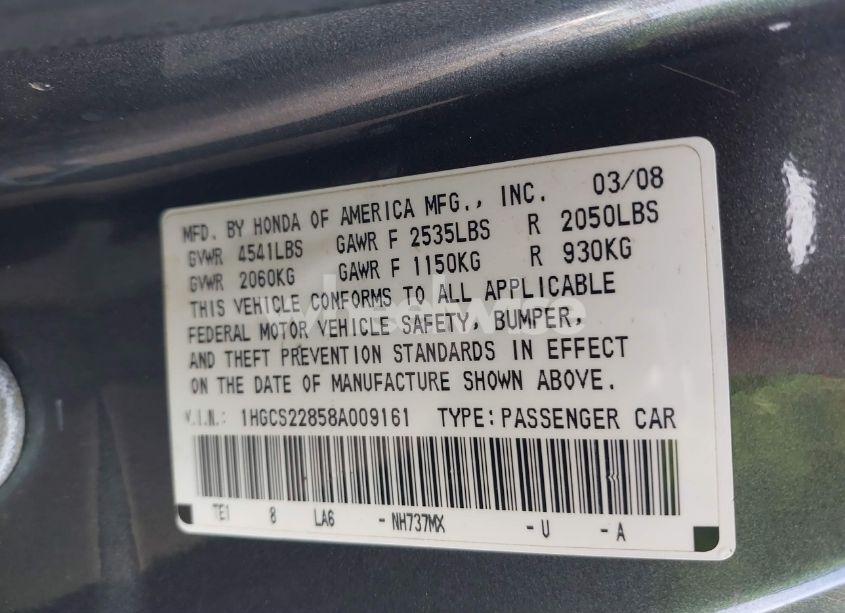 MFD. BY HONDA OF AMERICA MFG., INC. 03/08
GVWR 4541LBS GAWR F 2535LBS R 2050LBS
GVWR 2060KG GAWR F 1150KG R 930KG
THIS VEHICLE CONFORMS TO ALL APPLICABLE
FEDERAL MOTOR VEHICLE SAFETY, BUMPER,
AND THEFT PREVENTION STANDARDS IN EFFECT
ON THE DATE OF MANUFACTURE SHOWN ABOVE.
V.I.N.: 1HGCS22858A009161 TYPE: PASSENGER CAR
TE1 8 LA6 - NH737MX - U - A